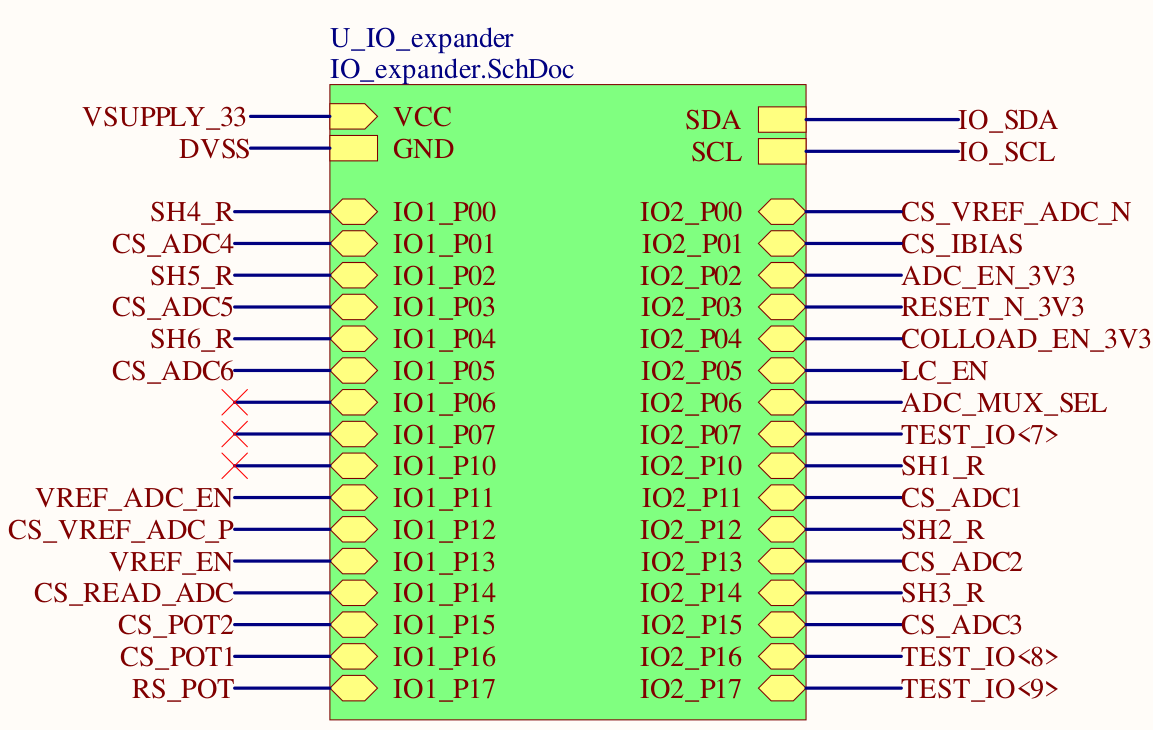 U_IO_expander
IO_expander.SchDoc
VSUPPLY_33 VCC SDA IO_SDA
DVSS GND SCL IO_SCL
SH4_R IO1_P00 IO2_P00 CS_VREF_ADC_N
CS_ADC4 IO1_P01 IO2_P01 CS_IBIAS
SH5_R IO1_P02 IO2_P02 ADC_EN_3V3
CS_ADC5 IO1_P03 IO2_P03 RESET_N_3V3
SH6_R IO1_P04 IO2_P04 COLLOAD_EN_3V3
CS_ADC6 IO1_P05 IO2_P05 LC_EN
IO1_P06 IO2_P06 ADC_MUX_SEL
IO1_P07 IO2_P07 TEST_IO<7>
IO1_P10 IO2_P10 SH1_R
VREF_ADC_EN IO1_P11 IO2_P11 CS_ADC1
CS_VREF_ADC_P IO1_P12 IO2_P12 SH2_R
VREF_EN IO1_P13 IO2_P13 CS_ADC2
CS_READ_ADC IO1_P14 IO2_P14 SH3_R
CS_POT2 IO1_P15 IO2_P15 CS_ADC3
CS_POT1 IO1_P16 IO2_P16 TEST_IO<8>
RS_POT IO1_P17 IO2_P17 TEST_IO<9>